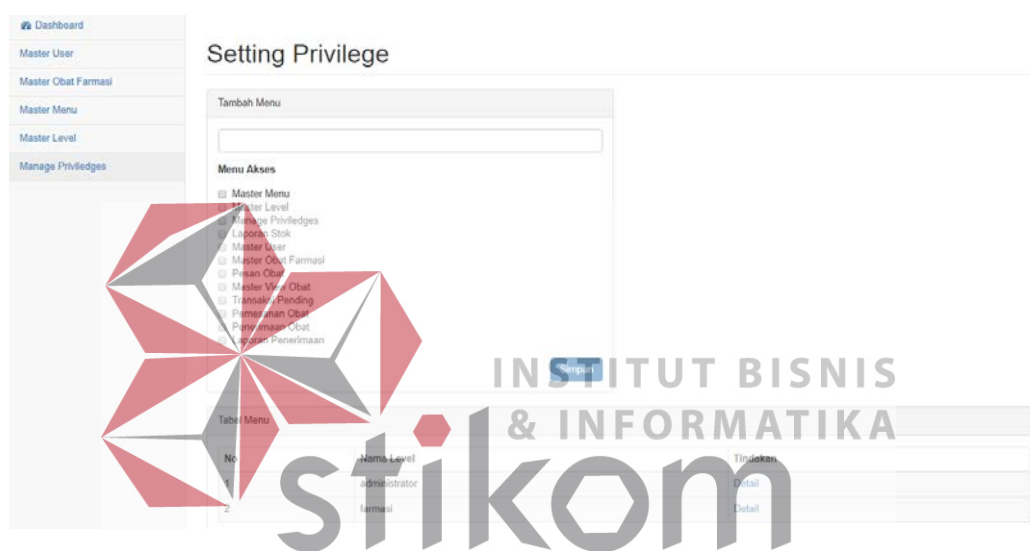 Dashboard
Master User
Master Obat Farmasi
Master Menu
Master Level
Manage Priviledges
Setting Privilege
Tambah Menu
Menu Akses
Master Menu
Master Level
Manage Priviledges
Laporan Stok
Master User
Master Obat Farmasi
Pesan Obat
Master View Obat
Transaksi Pending
Pemesanan Obat
Penerimaan Obat
Laporan Penerimaan
Simpan
Tabel Menu
No Nama Level Tindakan
1 administrator Detail
2 farmasi Detail
INSTITUT BISNIS
& INFORMATIKA
stikom